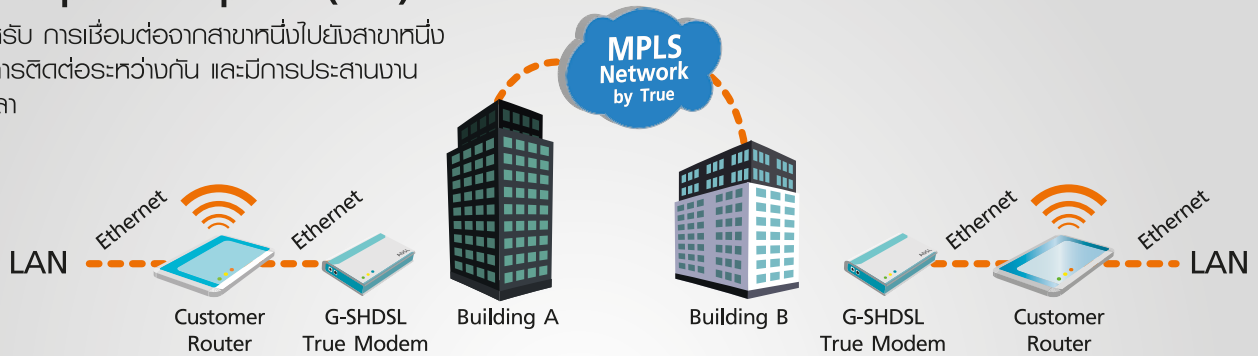 สาขาหนึ่งไปยังสาขาหนึ่ง
การเชื่อมต่อจาก
การติดต่อระหว่างกัน และมีการประสานงาน
MPLS
Network
by True
Ethernet
Ethernet
Ethernet
Ethernet
LAN
LAN
ADSL
ADSL
Customer
Router
G-SHDSL
True Modem
Building A
Building B
G-SHDSL
True Modem
Customer
Router